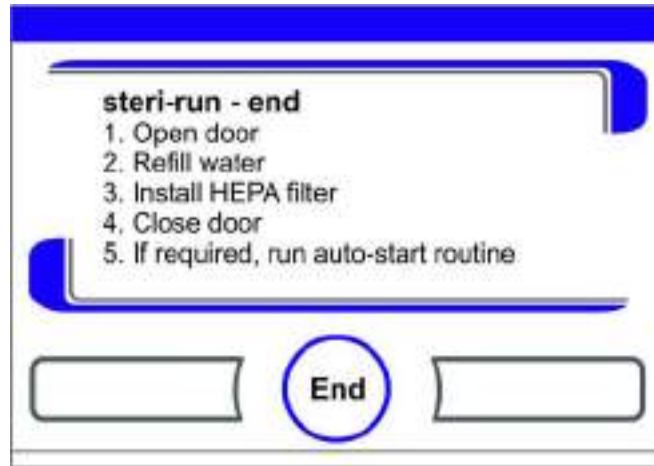 steri-run - end
1. Open door
2. Refill water
3. Install HEPA filter
4. Close door
5. If required, run auto-start routine
End